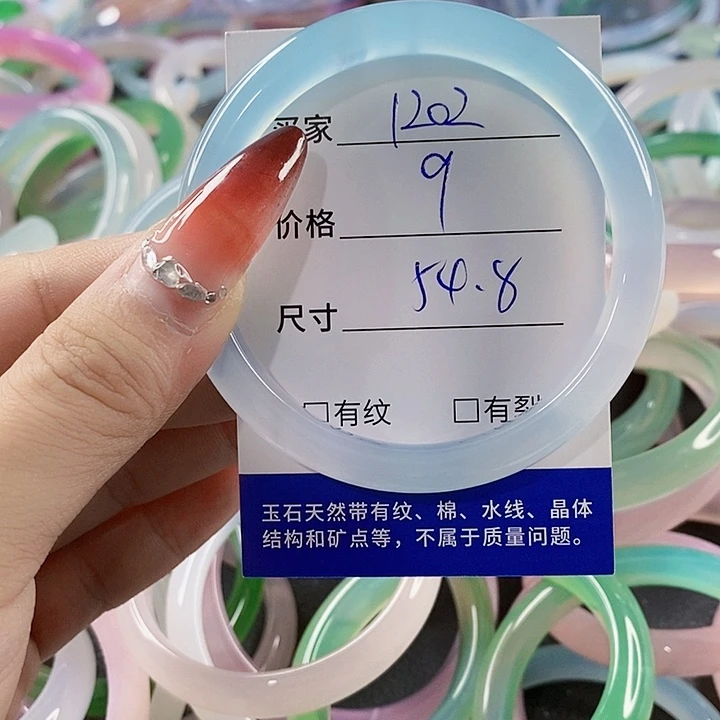 买家 1202
价格 9
尺寸 54.8
□有纹 □有裂
玉石天然带有纹、棉、水线、晶体
结构和矿点等，不属于质量问题。